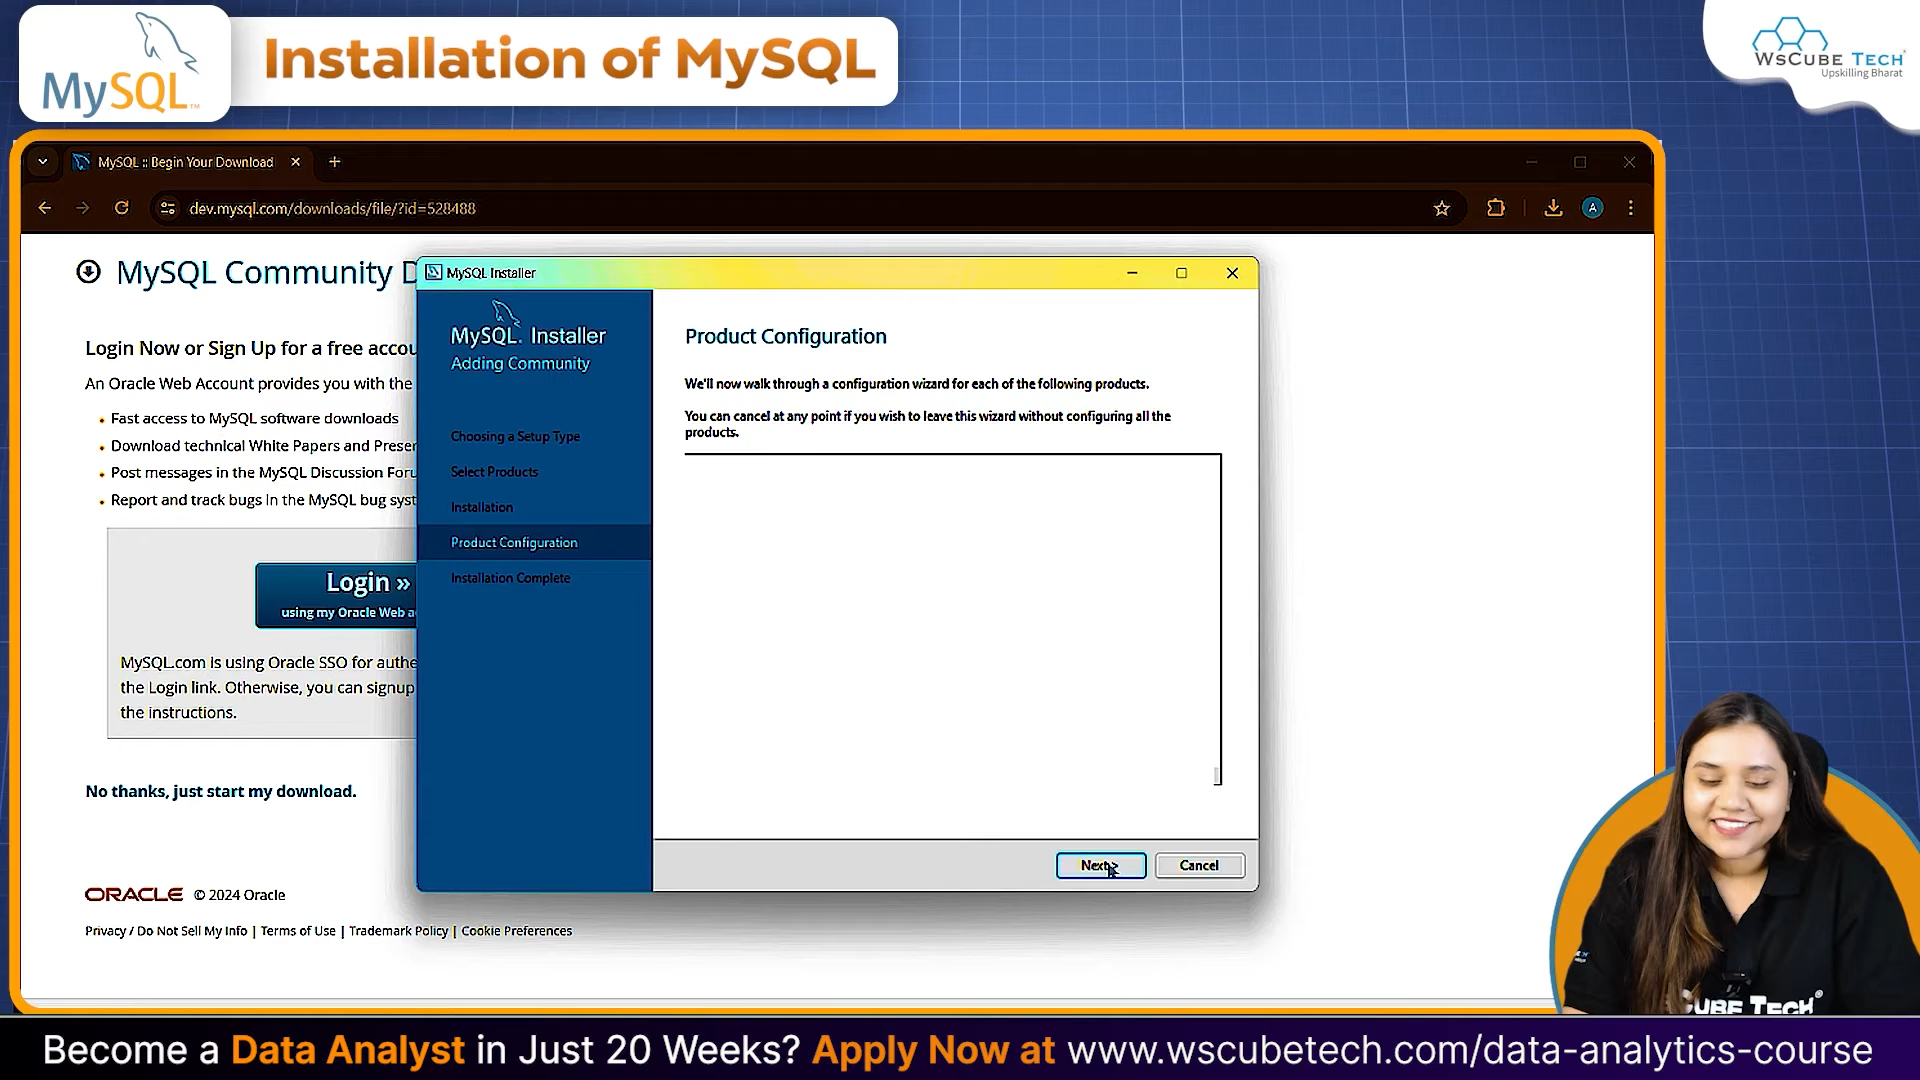 MySQL™
Installation of MySQL
WsCube Tech
Upskilling Bharat
MySQL :: Begin Your Download
dev.mysql.com/downloads/file/?id=528488
A
MySQL Community D
Login Now or Sign Up for a free accou
An Oracle Web Account provides you with the
• Fast access to MySQL software downloads
• Download technical White Papers and Preser
• Post messages in the MySQL Discussion Foru
• Report and track bugs in the MySQL bug syst
Login »
using my Oracle Web a
MySQL.com is using Oracle SSO for authe
the Login link. Otherwise, you can signup
the instructions.
No thanks, just start my download.
ORACLE © 2024 Oracle
Privacy / Do Not Sell My Info | Terms of Use | Trademark Policy | Cookie Preferences
MySQL Installer
MySQL. Installer
Adding Community
Choosing a Setup Type
Select Products
Installation
Product Configuration
Installation Complete
Product Configuration
We'll now walk through a configuration wizard for each of the following products.
You can cancel at any point if you wish to leave this wizard without configuring all the
products.
Next >
Cancel
CUBE TECH®
Become a Data Analyst in Just 20 Weeks? Apply Now at www.wscubetech.com/data-analytics-course